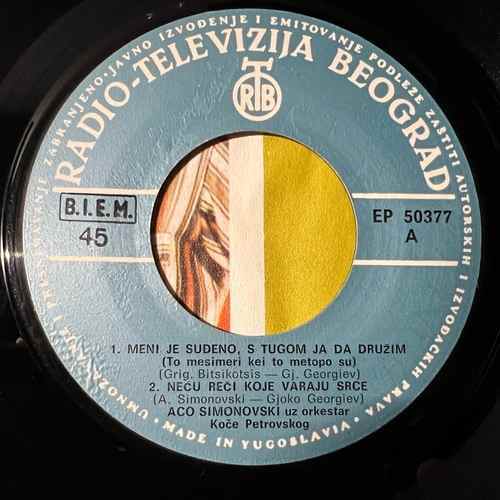 UMNOŽAVANJE I PRESNIMAVANJE ZABRANJENO • JAVNO IZVOĐENJE I EMITOVANJE PODLEŽE ZAŠTITI AUTORSKIH I IZVOĐAČKIH PRAVA
RADIO-TELEVIZIJA BEOGRAD
RTB
B.I.E.M.
45
EP 50377
A
1. MENI JE SUĐENO, S TUGOM JA DA DRUŽIM
(To mesimeri kei to metopo su)
(Grig. Bitsikotsis — Gj. Georgiev)
2. NEĆU REĆI KOJE VARAJU SRCE
(A. Simonovski — Gjoko Georgiev)
ACO SIMONOVSKI uz orkestar
Koče Petrovskog
• MADE IN YUGOSLAVIA •